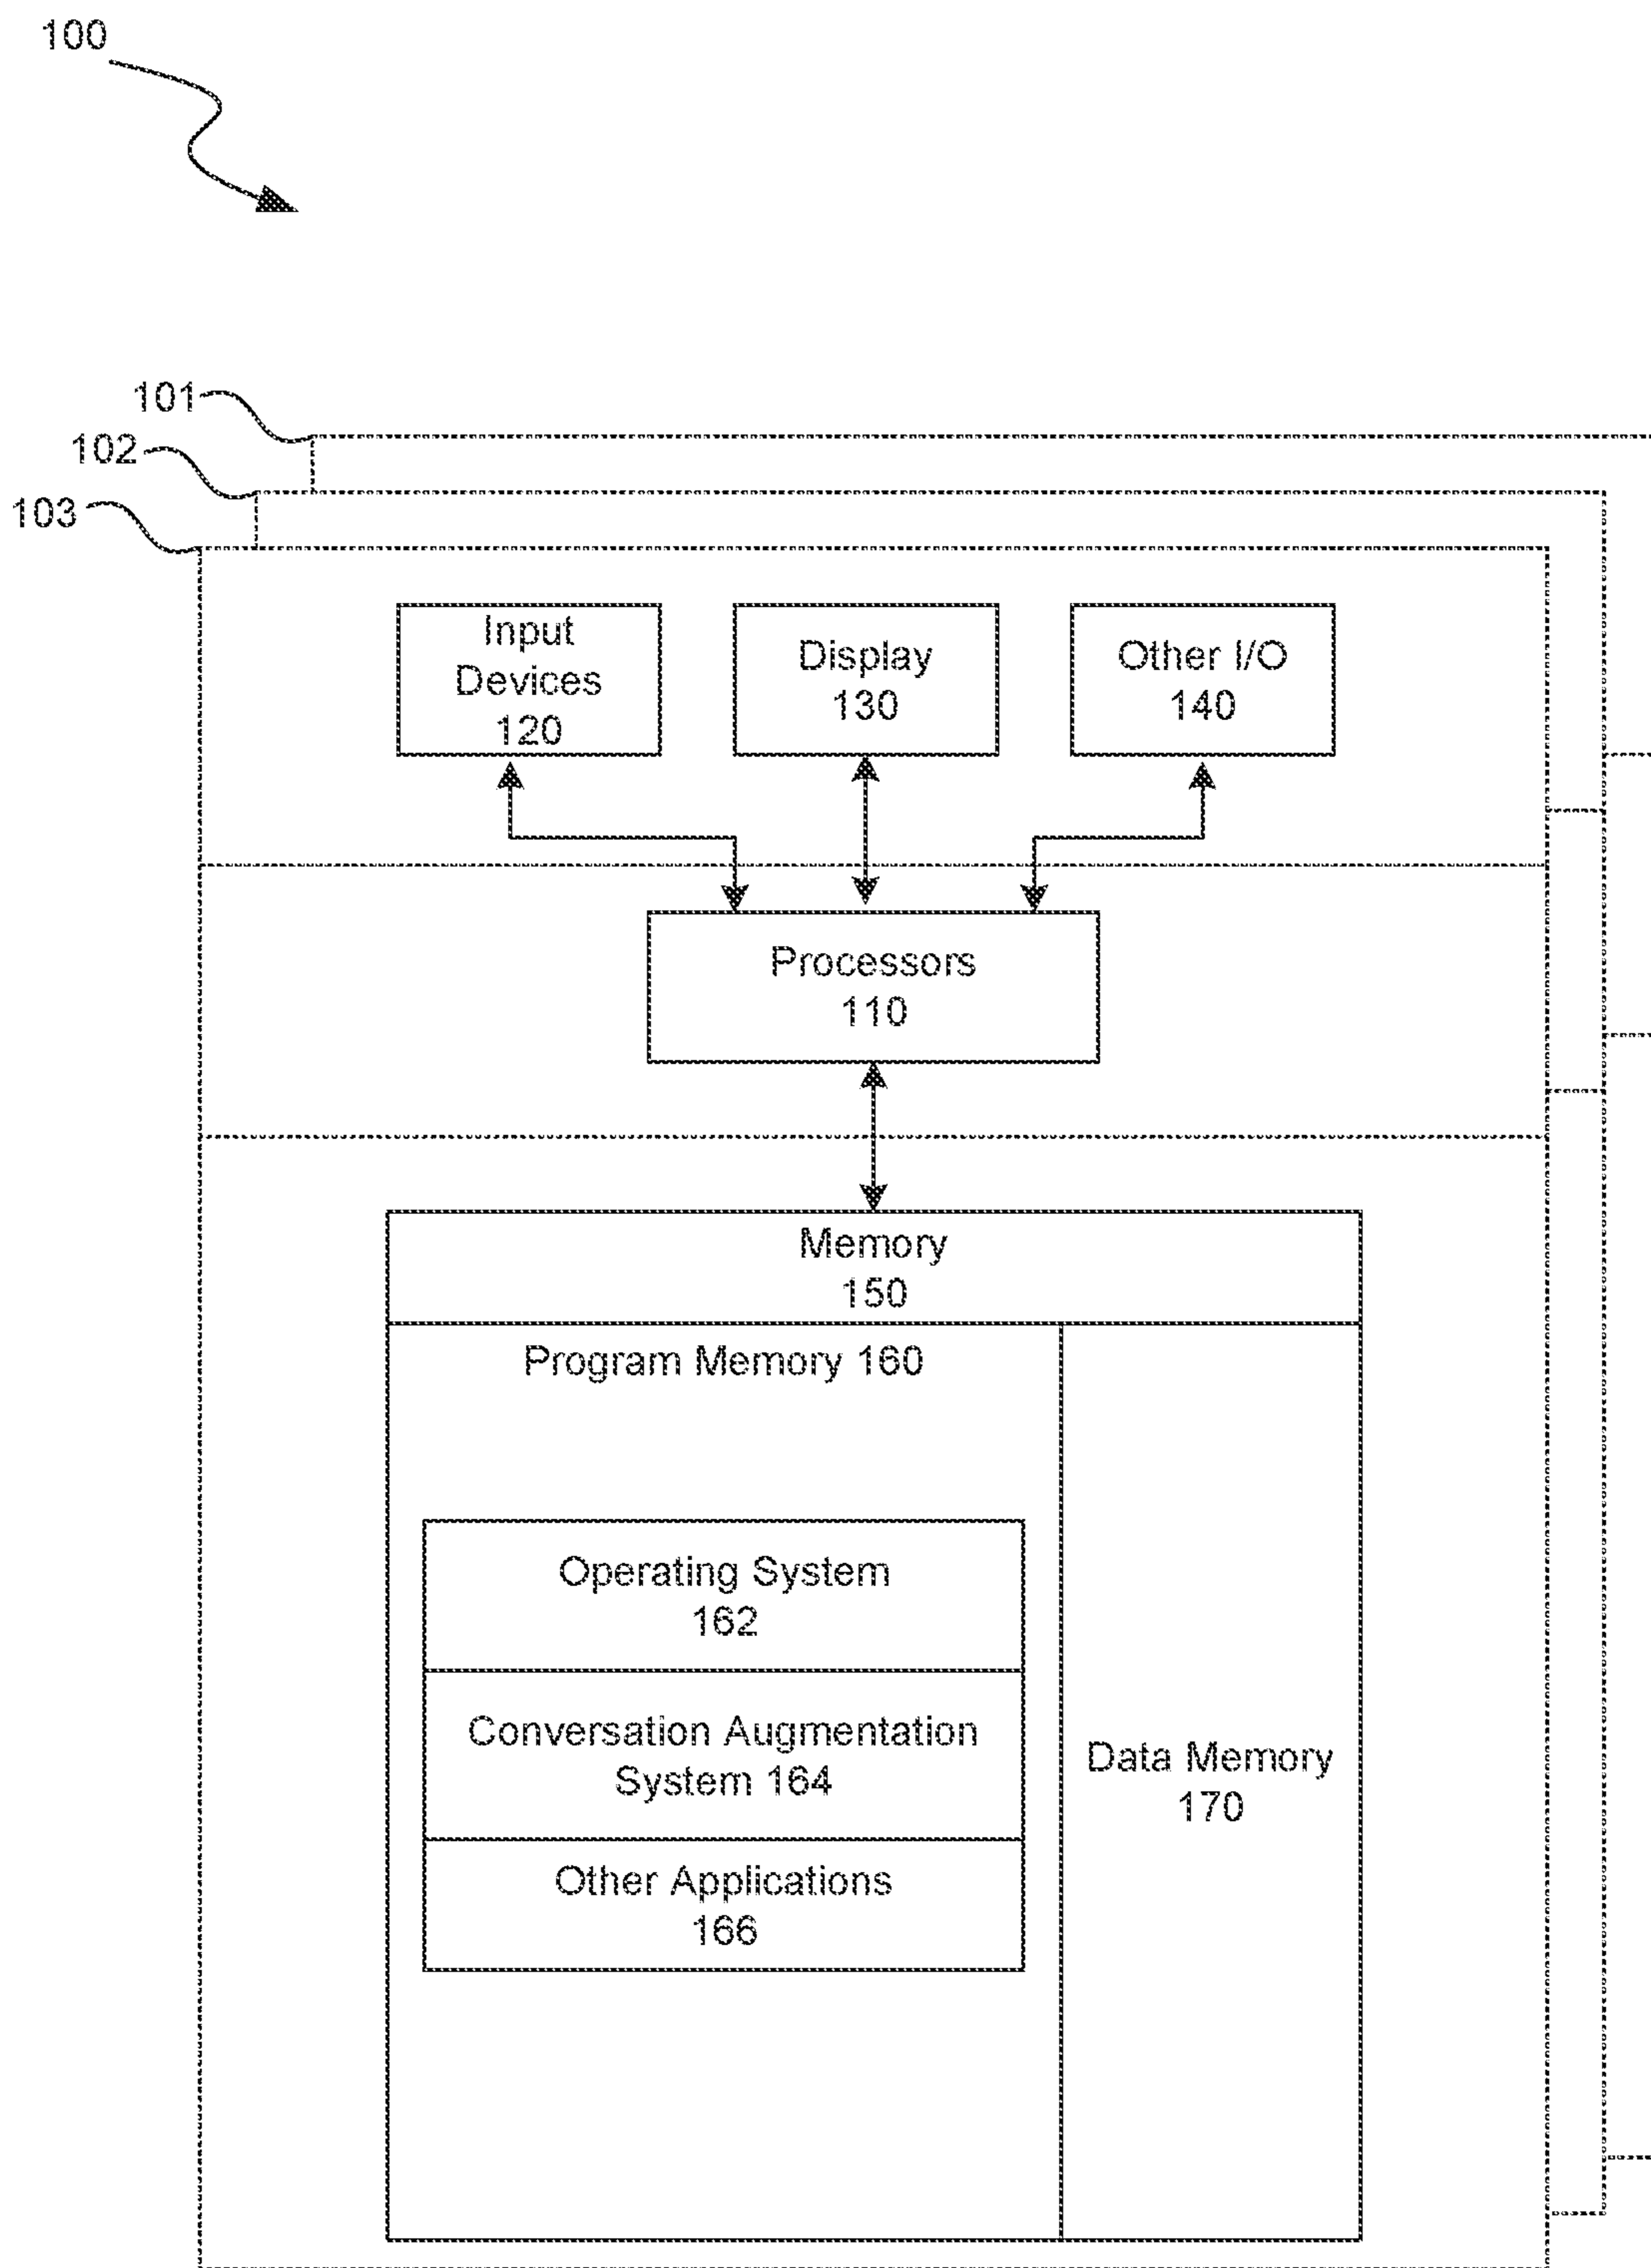 100
101
102
103
Input
Devices
120
Display
130
Other I/O
140
Processors
110
Memory
150
Program Memory 160
Operating System
162
Conversation Augmentation
System 164
Other Applications
166
Data Memory
170